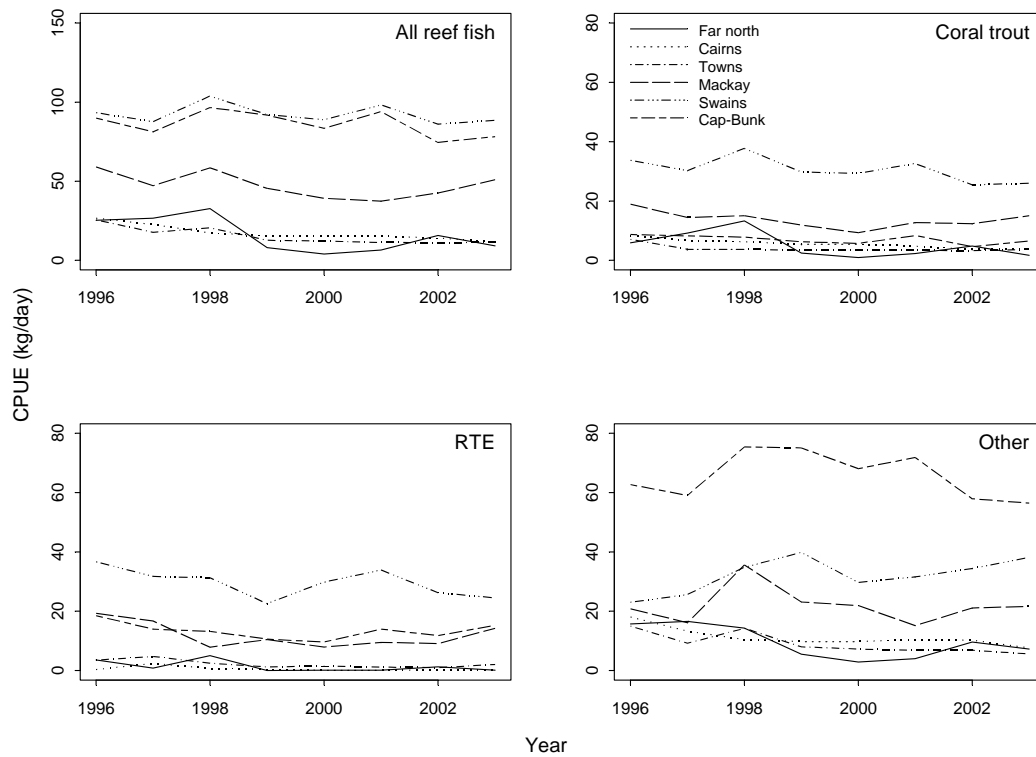 All reef fish
150
100
50
0
1996
1998
2000
2002
Coral trout
Far north
Cairns
Towns
Mackay
Swains
Cap-Bunk
80
60
40
20
0
1996
1998
2000
2002
CPUE (kg/day)
RTE
80
60
40
20
0
1996
1998
2000
2002
Other
80
60
40
20
0
1996
1998
2000
2002
Year